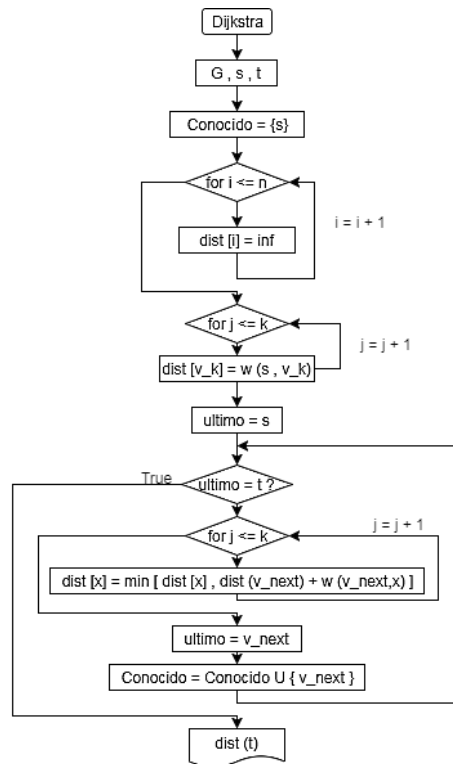 Dijkstra
G , s , t
Conocido = {s}
for i <= n
i = i + 1
dist [i] = inf
for j <= k
j = j + 1
dist [v_k] = w (s , v_k)
ultimo = s
True
ultimo = t ?
j = j + 1
for j <= k
dist [x] = min [ dist [x] , dist (v_next) + w (v_next,x) ]
ultimo = v_next
Conocido = Conocido U { v_next }
dist (t)